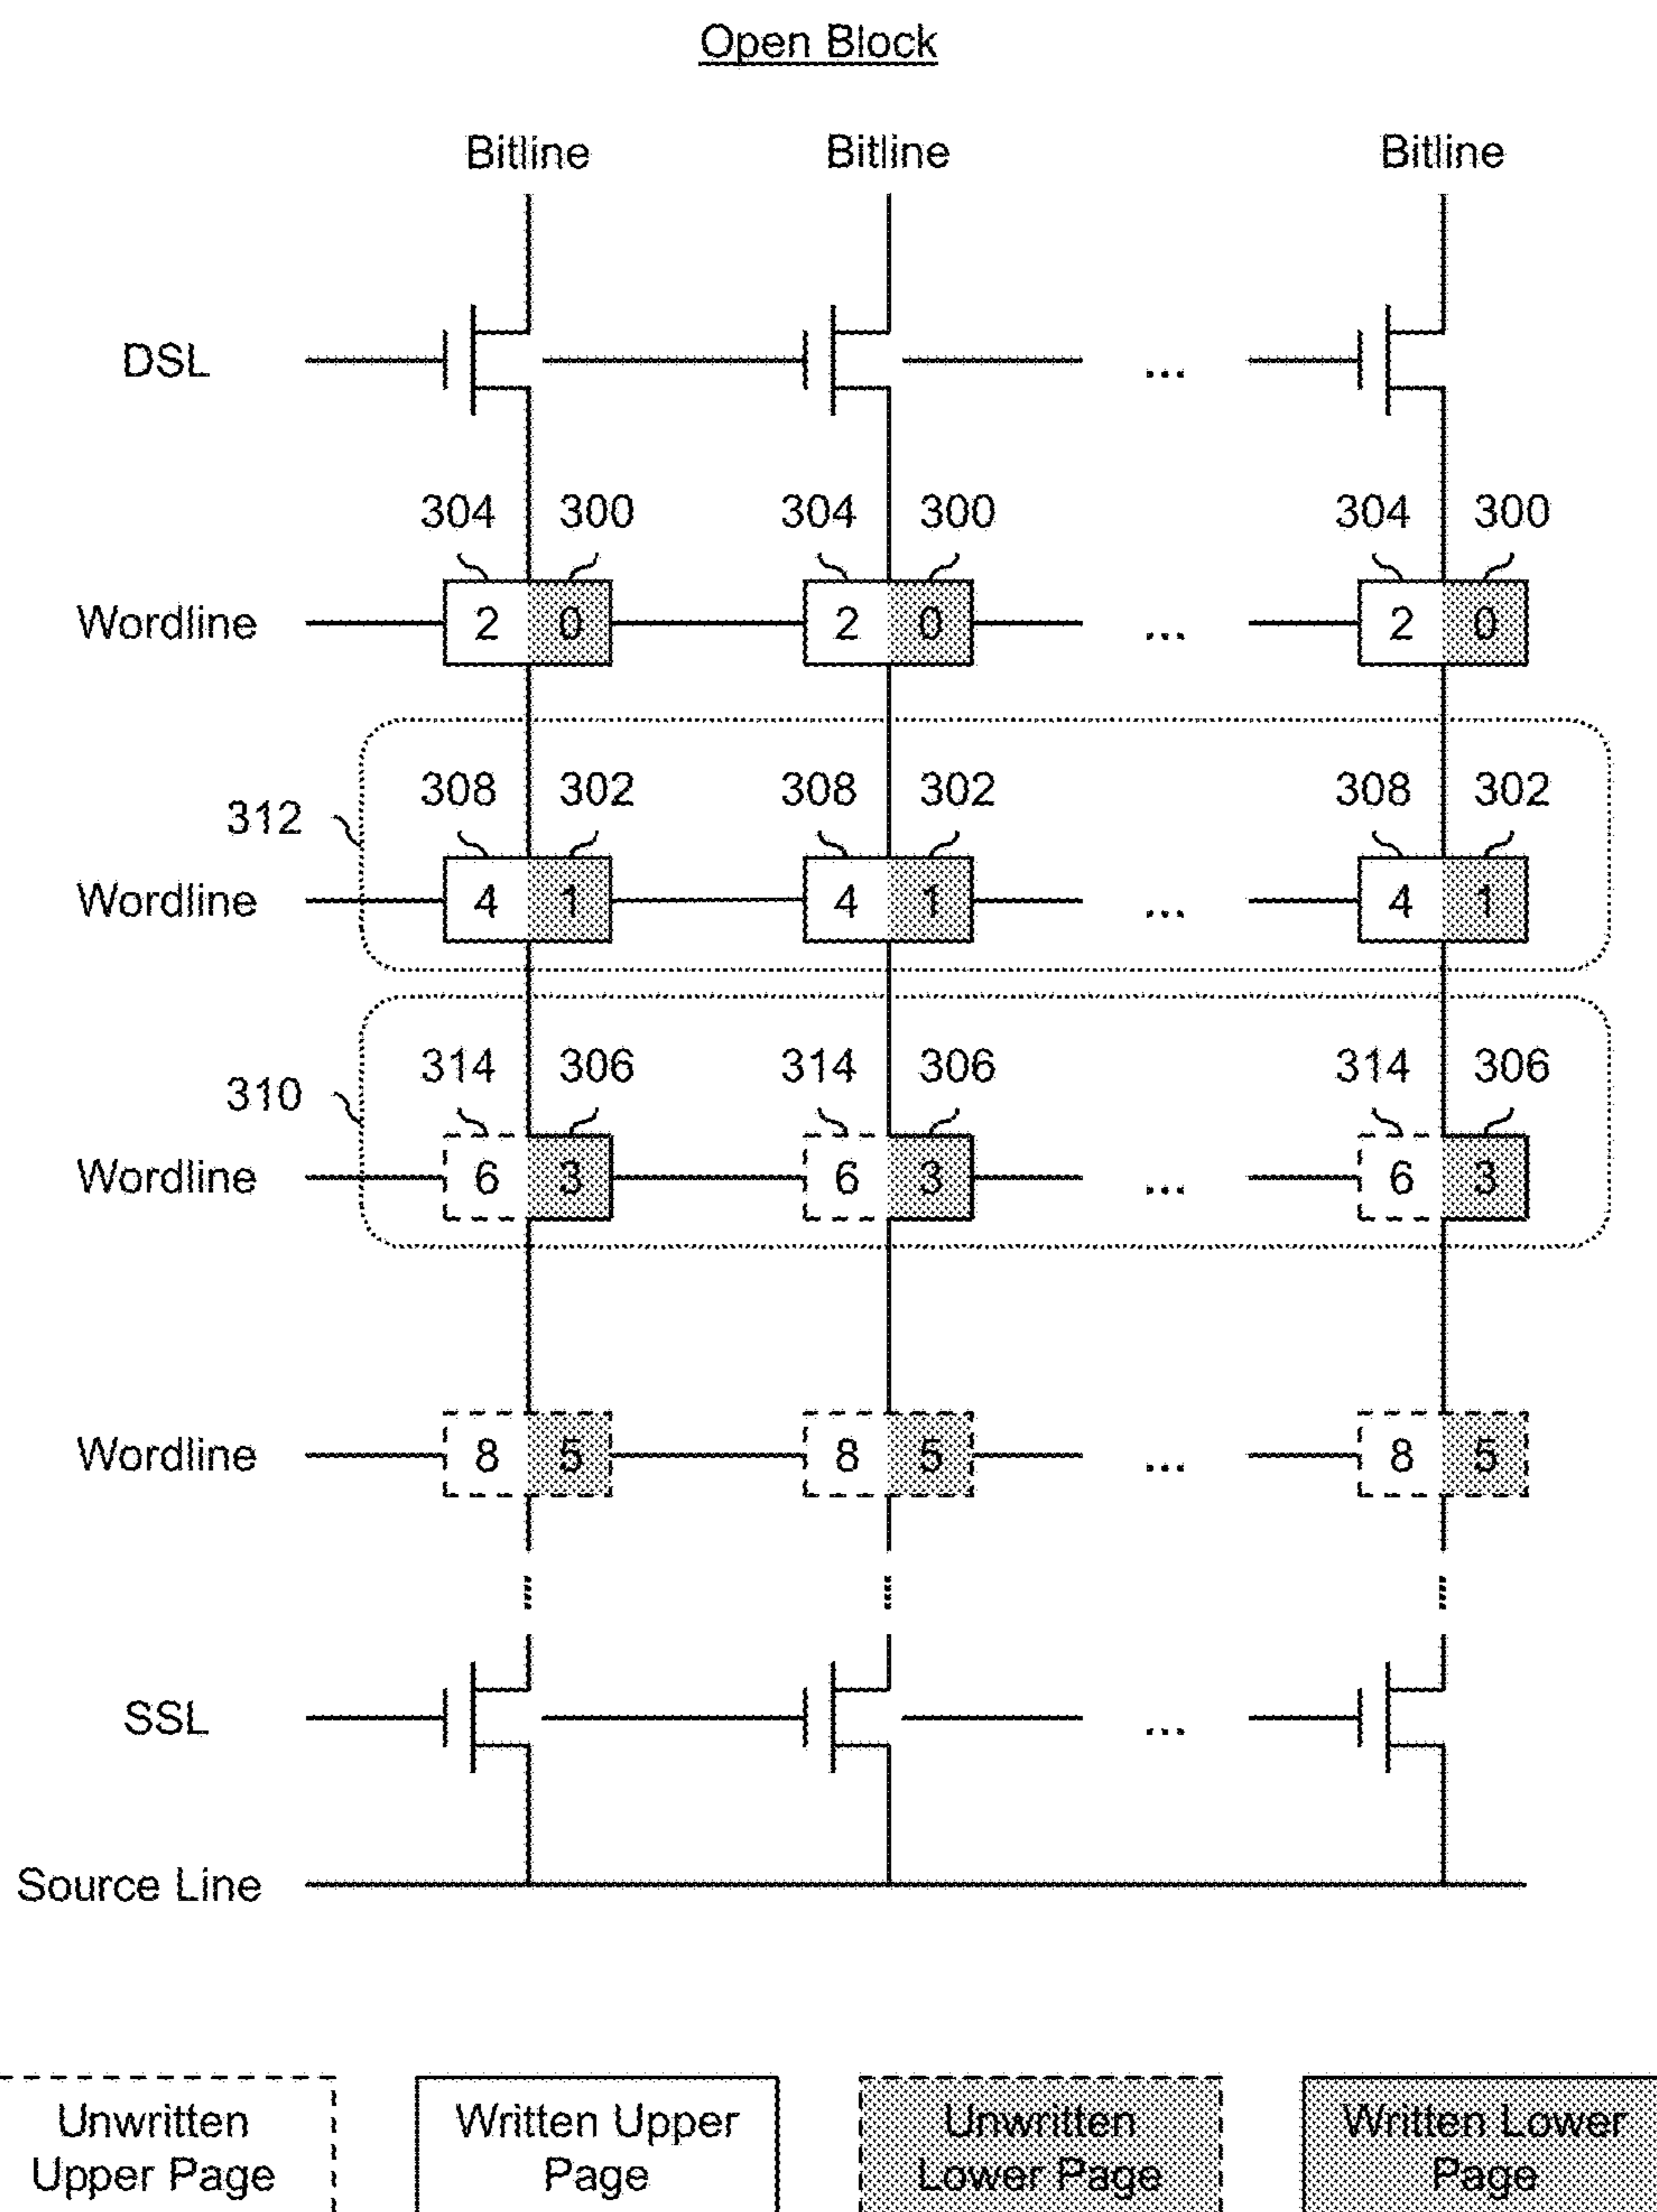 Open Block
Bitline Bitline Bitline
DSL ...
304 300 304 300 304 300
Wordline 2 0 2 0 ... 2 0
308 302 308 302 308 302
312
Wordline 4 1 4 1 ... 4 1
314 306 314 306 314 306
310
Wordline 6 3 6 3 ... 6 3
Wordline 8 5 8 5 ... 8 5
... ... ...
SSL ...
Source Line
Unwritten Written Upper Unwritten Written Lower
Upper Page Page Lower Page Page